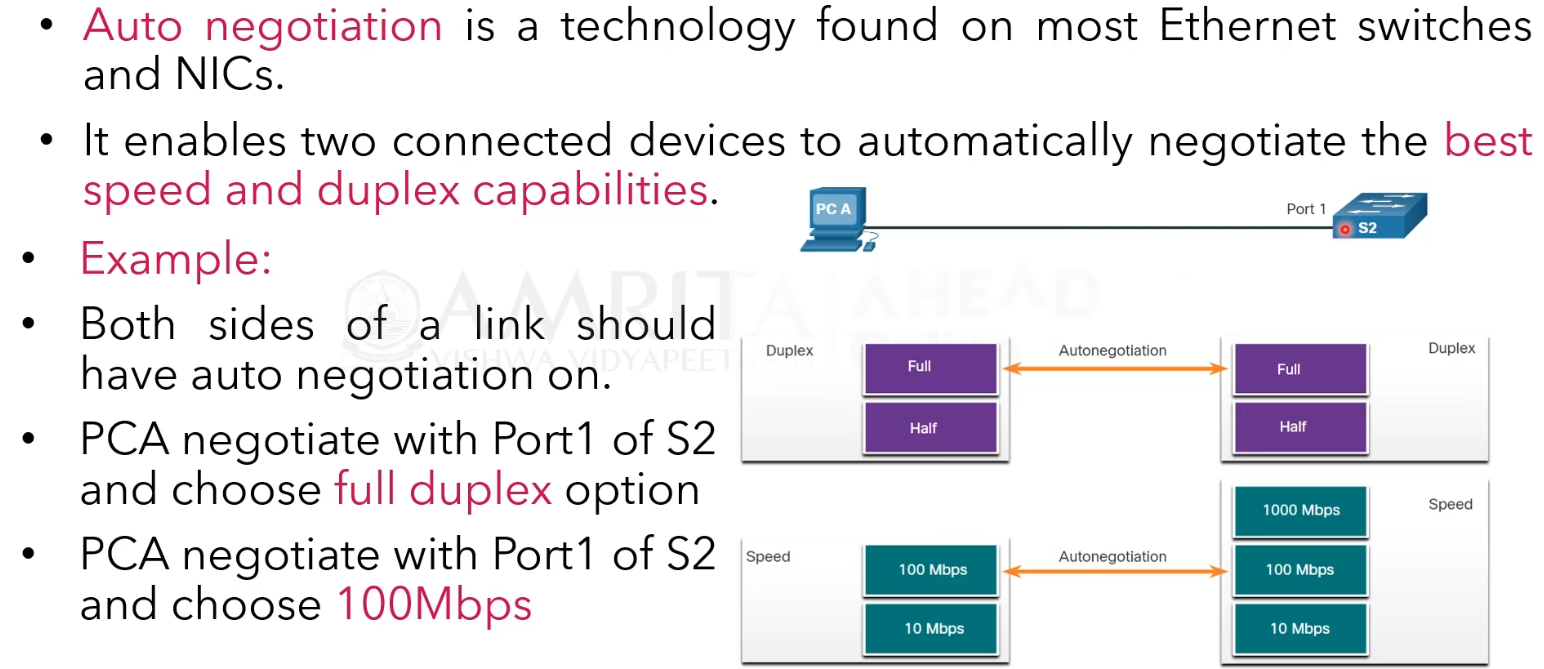 • Auto negotiation is a technology found on most Ethernet switches
and NICs.
• It enables two connected devices to automatically negotiate the best
speed and duplex capabilities.
PC A
Port 1
S2
• Example:
• Both sides of a link should
have auto negotiation on.
• PCA negotiate with Port1 of S2
and choose full duplex option
• PCA negotiate with Port1 of S2
and choose 100Mbps
AMRITA
VISHWA VIDYAPEETHAM
AHEAD
Duplex
Full
Half
Autonegotiation
Full
Half
Duplex
Speed
100 Mbps
10 Mbps
Autonegotiation
1000 Mbps
100 Mbps
10 Mbps
Speed